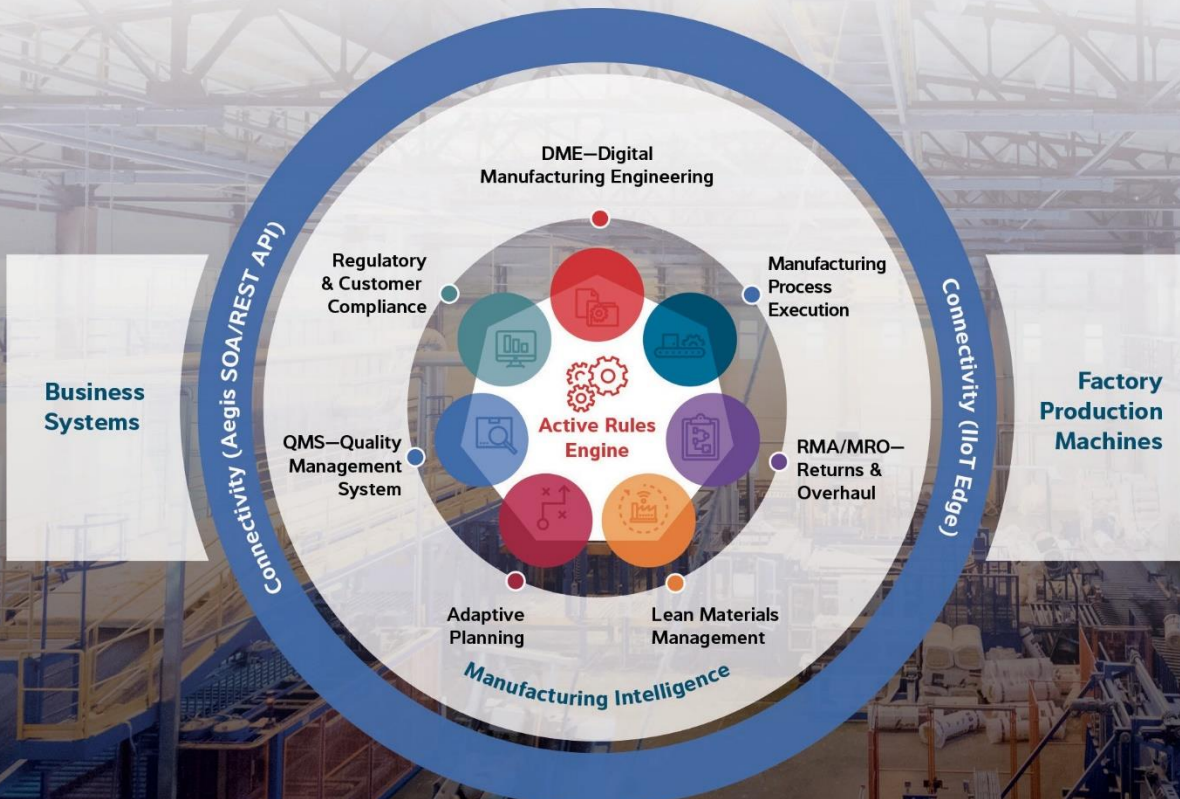 DME—Digital
Manufacturing Engineering
Regulatory
& Customer
Compliance
Manufacturing
Process
Execution
Connectivity (Aegis SOA/REST API)
Connectivity (IIoT Edge)
Business
Systems
Factory
Production
Machines
Active Rules
Engine
QMS—Quality
Management
System
RMA/MRO—
Returns &
Overhaul
Adaptive
Planning
Lean Materials
Management
Manufacturing Intelligence